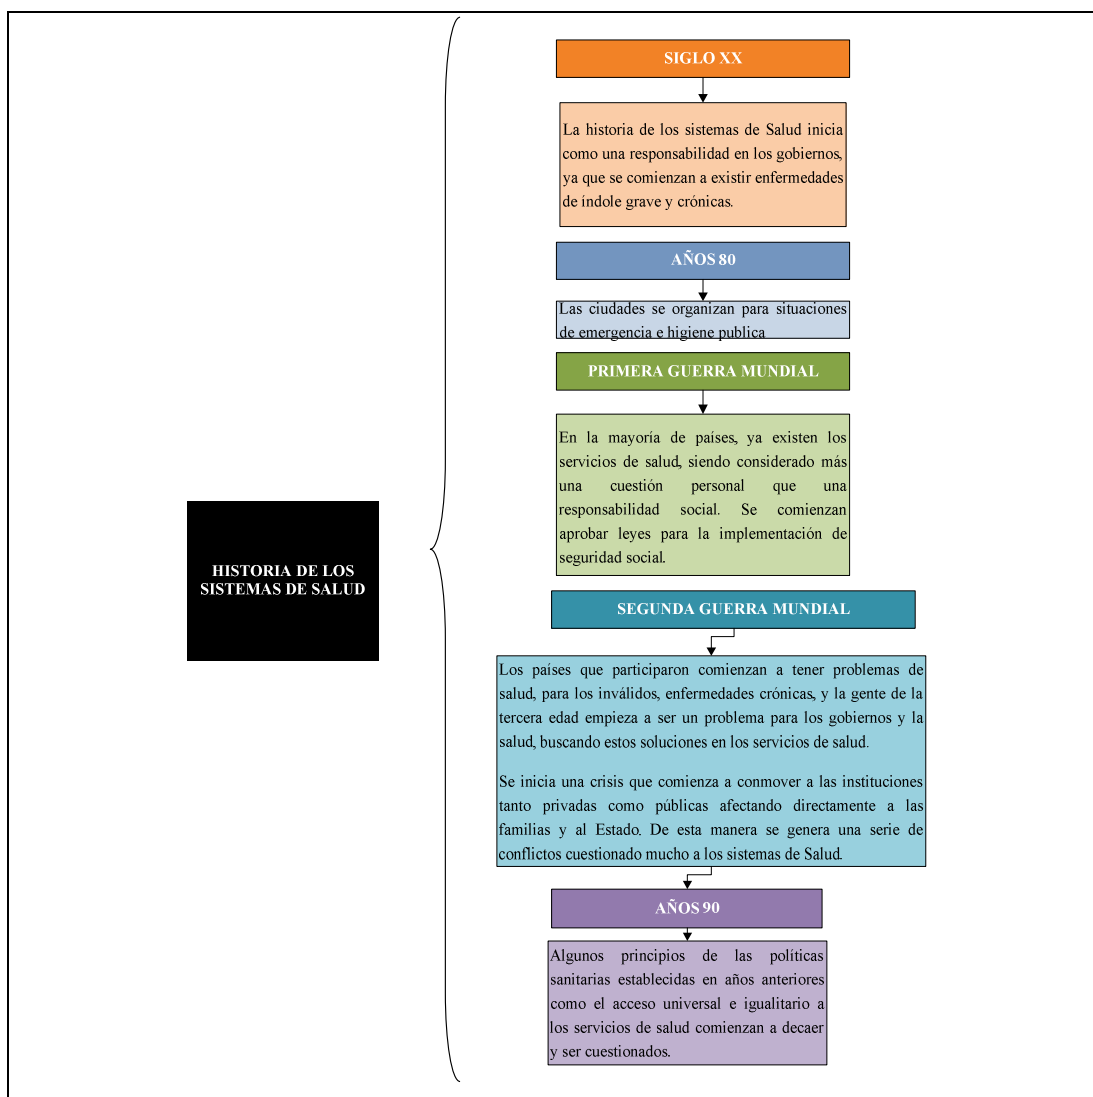 SIGLO XX
La historia de los sistemas de Salud inicia
como una responsabilidad en los gobiernos,
ya que se comienzan a existir enfermedades
de índole grave y crónicas.
AÑOS 80
Las ciudades se organizan para situaciones
de emergencia e higiene publica
PRIMERA GUERRA MUNDIAL
En la mayoría de países, ya existen los
servicios de salud, siendo considerado más
una cuestión personal que una
responsabilidad social. Se comienzan
aprobar leyes para la implementación de
seguridad social.
HISTORIA DE LOS
SISTEMAS DE SALUD
SEGUNDA GUERRA MUNDIAL
Los países que participaron comienzan a tener problemas de
salud, para los inválidos, enfermedades crónicas, y la gente de la
tercera edad empieza a ser un problema para los gobiernos y la
salud, buscando estos soluciones en los servicios de salud.
Se inicia una crisis que comienza a conmover a las instituciones
tanto privadas como públicas afectando directamente a las
familias y al Estado. De esta manera se genera una serie de
conflictos cuestionado mucho a los sistemas de Salud.
AÑOS 90
Algunos principios de las políticas
sanitarias establecidas en años anteriores
como el acceso universal e igualitario a
los servicios de salud comienzan a decaer
y ser cuestionados.